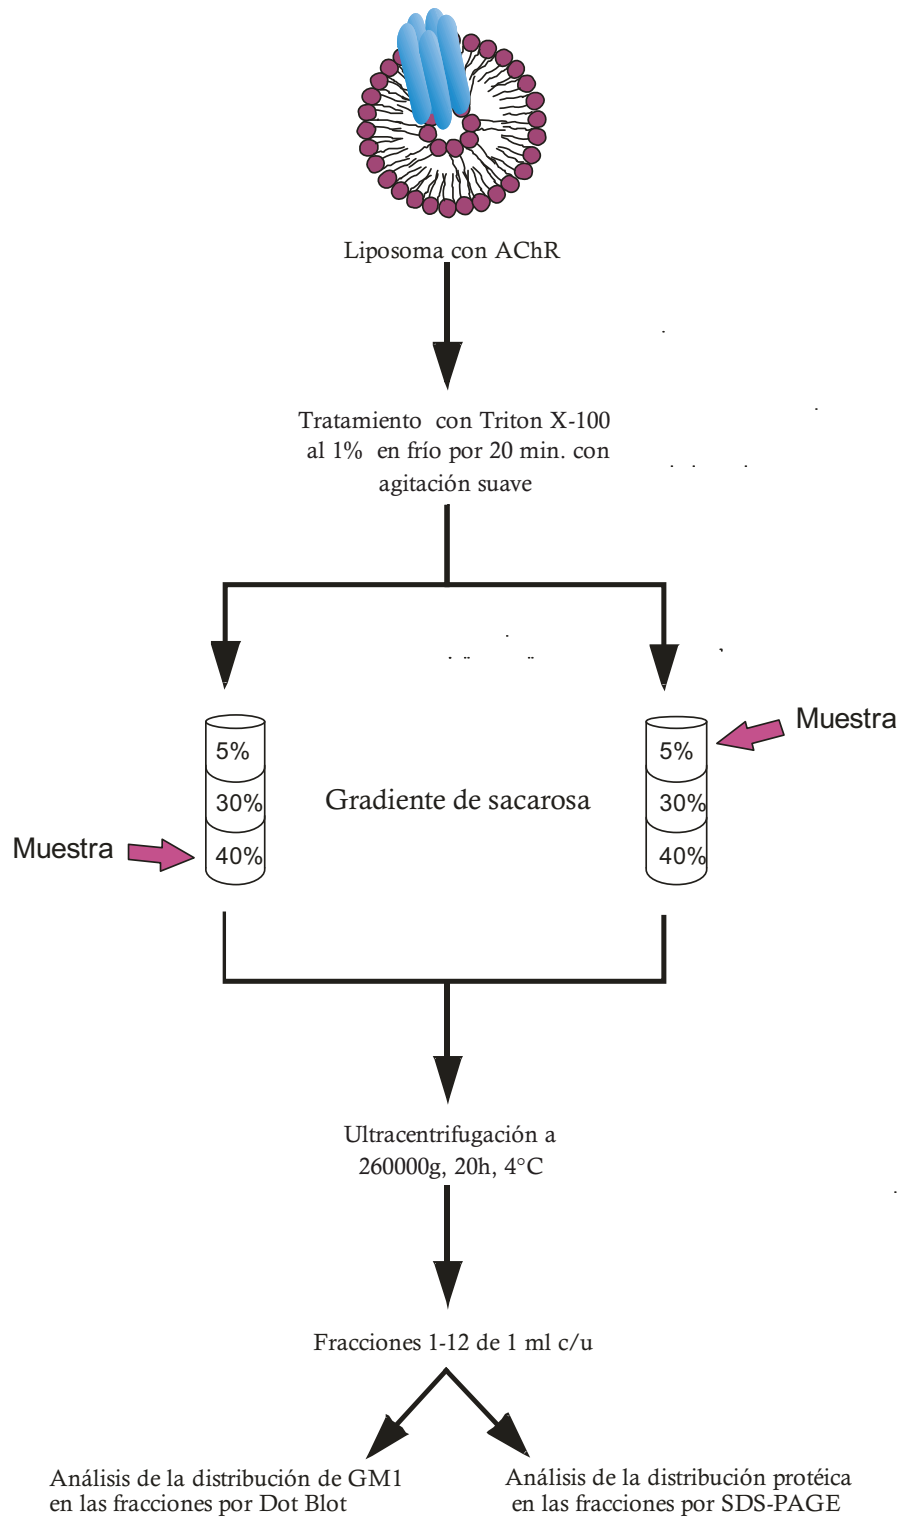 Liposoma con AChR
Tratamiento con Triton X-100
al 1% en frío por 20 min. con
agitación suave
Muestra
5%
5%
30%
Gradiente de sacarosa
30%
Muestra
40%
40%
Ultracentrifugación a
260000g, 20h, 4°C
Fracciones 1-12 de 1 ml c/u
Análisis de la distribución de GM1
en las fracciones por Dot Blot
Análisis de la distribución protéica
en las fracciones por SDS-PAGE